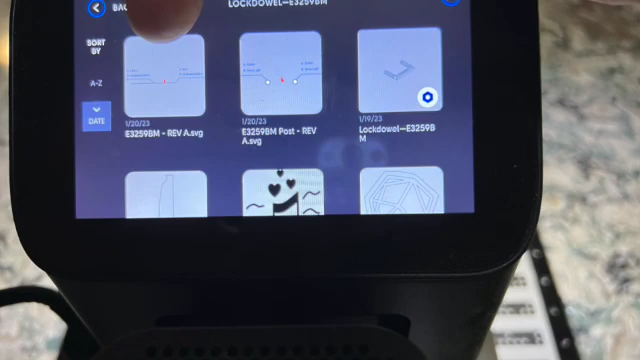 LOCKDOWEL—E3259BM
SORT
BY
A-Z
DATE
1/20/23
E3259BM - REV A.svg
1/20/23
E3259BM Post - REV
A.svg
1/19/23
Lockdowel—E3259B
M